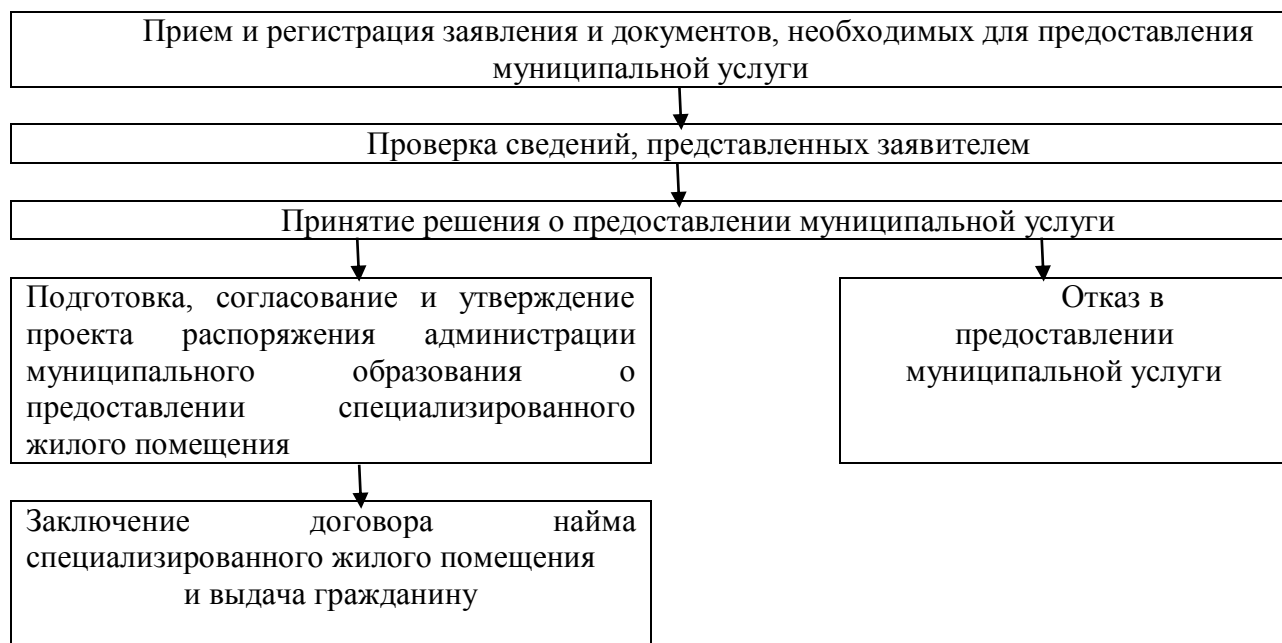 Прием и регистрация заявления и документов, необходимых для предоставления
муниципальной услуги
Проверка сведений, представленных заявителем
Принятие решения о предоставлении муниципальной услуги
Подготовка, согласование и утверждение
проекта распоряжения администрации
муниципального образования о
предоставлении специализированного
жилого помещения
Отказ в
предоставлении
муниципальной услуги
Заключение договора найма
специализированного жилого помещения
и выдача гражданину